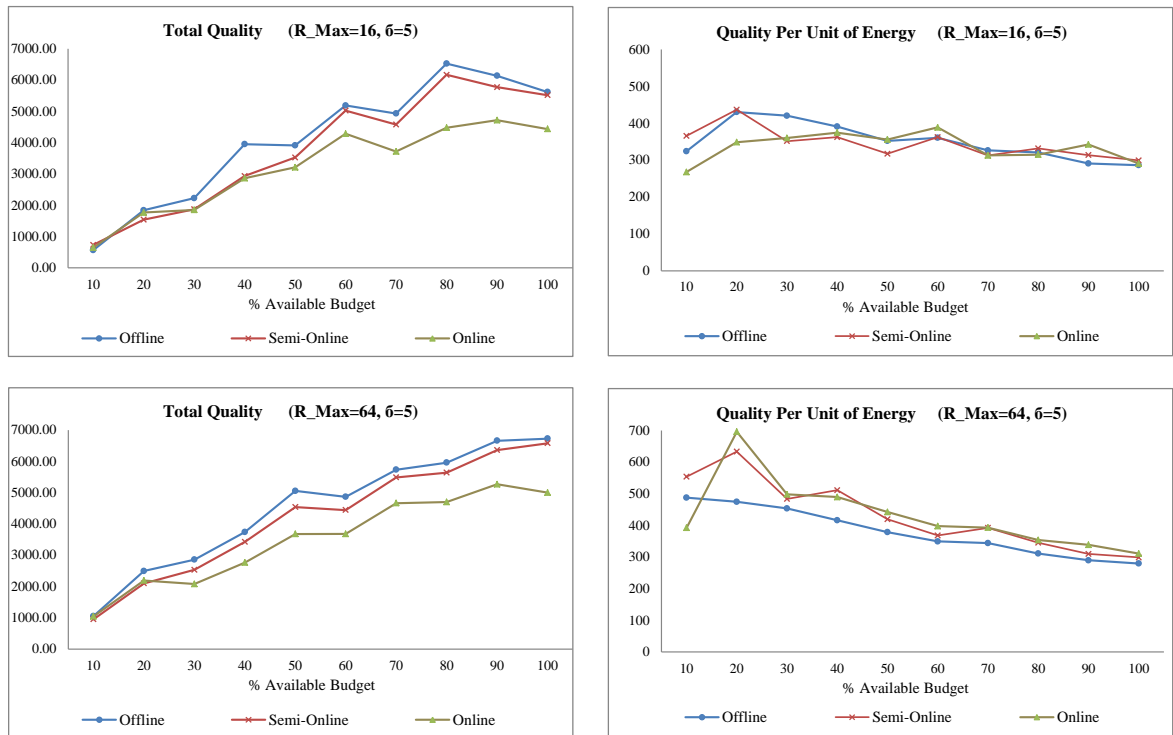 Total Quality (R_Max=16, б=5)
7000.00
6000.00
5000.00
4000.00
3000.00
2000.00
1000.00
0.00
10 20 30 40 50 60 70 80 90 100
% Available Budget
Offline Semi-Online Online
Quality Per Unit of Energy (R_Max=16, б=5)
600
500
400
300
200
100
0
10 20 30 40 50 60 70 80 90 100
% Available Budget
Offline Semi-Online Online
Total Quality (R_Max=64, б=5)
7000.00
6000.00
5000.00
4000.00
3000.00
2000.00
1000.00
0.00
10 20 30 40 50 60 70 80 90 100
% Available Budget
Offline Semi-Online Online
Quality Per Unit of Energy (R_Max=64, б=5)
700
600
500
400
300
200
100
0
10 20 30 40 50 60 70 80 90 100
% Available Budget
Offline Semi-Online Online